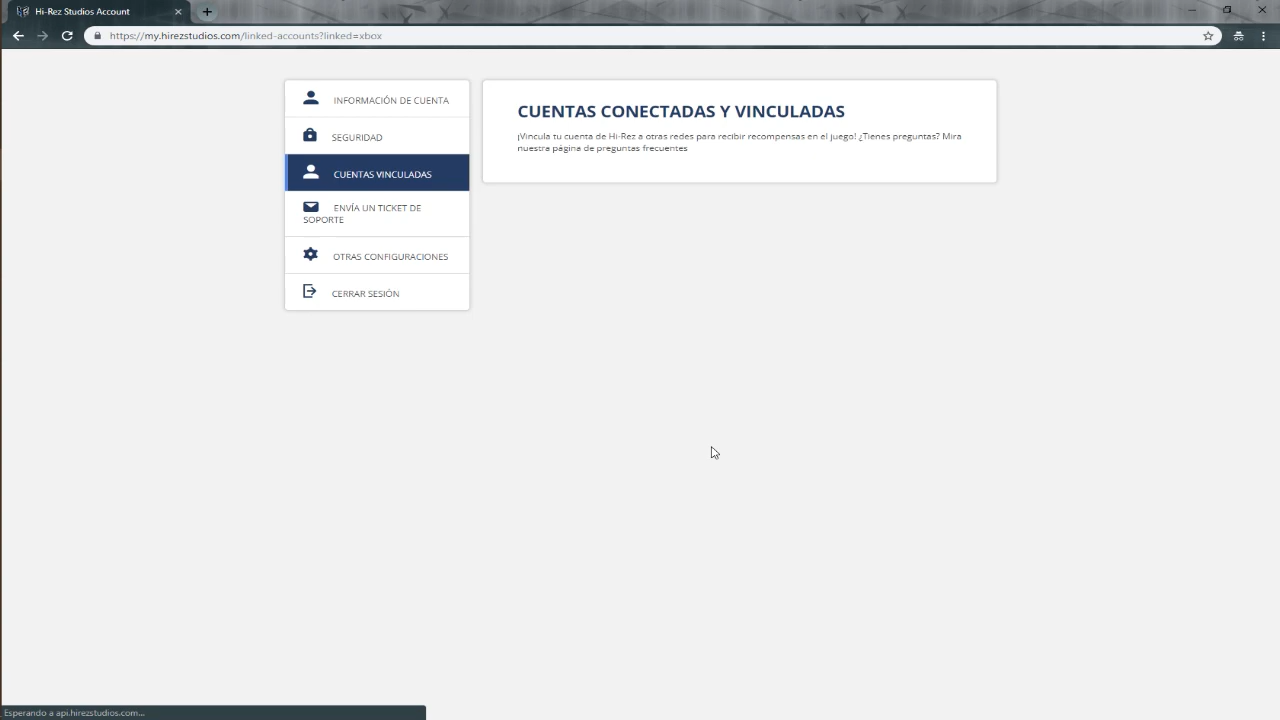 Hi-Rez Studios Account
https://my.hirezstudios.com/linked-accounts?linked=xbox
INFORMACIÓN DE CUENTA
SEGURIDAD
CUENTAS VINCULADAS
ENVÍA UN TICKET DE
SOPORTE
OTRAS CONFIGURACIONES
CERRAR SESIÓN
CUENTAS CONECTADAS Y VINCULADAS
¡Vincula tu cuenta de Hi-Rez a otras redes para recibir recompensas en el juego! ¿Tienes preguntas? Mira
nuestra página de preguntas frecuentes
Esperando a api.hirezstudios.com...